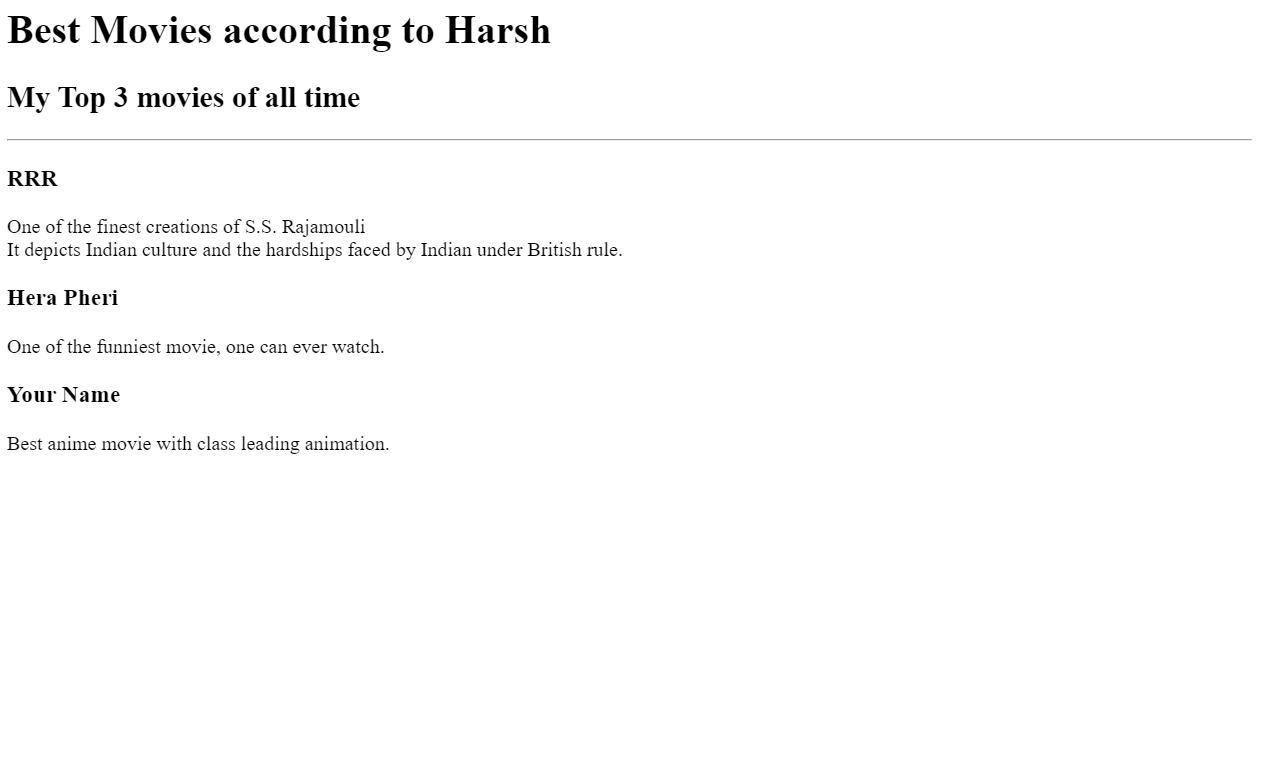 Best Movies according to Harsh
My Top 3 movies of all time
RRR
One of the finest creations of S.S. Rajamouli
It depicts Indian culture and the hardships faced by Indian under British rule.
Hera Pheri
One of the funniest movie, one can ever watch.
Your Name
Best anime movie with class leading animation.